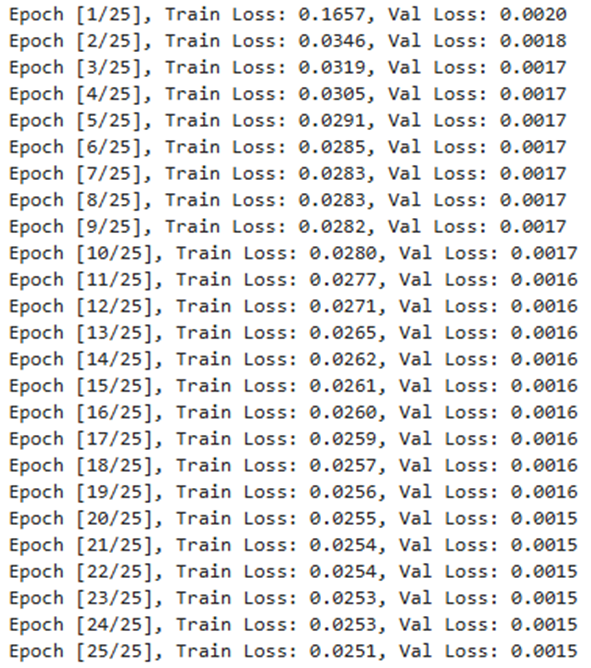 Epoch [1/25], Train Loss: 0.1657, Val Loss: 0.0020
Epoch [2/25], Train Loss: 0.0346, Val Loss: 0.0018
Epoch [3/25], Train Loss: 0.0319, Val Loss: 0.0017
Epoch [4/25], Train Loss: 0.0305, Val Loss: 0.0017
Epoch [5/25], Train Loss: 0.0291, Val Loss: 0.0017
Epoch [6/25], Train Loss: 0.0285, Val Loss: 0.0017
Epoch [7/25], Train Loss: 0.0283, Val Loss: 0.0017
Epoch [8/25], Train Loss: 0.0283, Val Loss: 0.0017
Epoch [9/25], Train Loss: 0.0282, Val Loss: 0.0017
Epoch [10/25], Train Loss: 0.0280, Val Loss: 0.0017
Epoch [11/25], Train Loss: 0.0277, Val Loss: 0.0016
Epoch [12/25], Train Loss: 0.0271, Val Loss: 0.0016
Epoch [13/25], Train Loss: 0.0265, Val Loss: 0.0016
Epoch [14/25], Train Loss: 0.0262, Val Loss: 0.0016
Epoch [15/25], Train Loss: 0.0261, Val Loss: 0.0016
Epoch [16/25], Train Loss: 0.0260, Val Loss: 0.0016
Epoch [17/25], Train Loss: 0.0259, Val Loss: 0.0016
Epoch [18/25], Train Loss: 0.0257, Val Loss: 0.0016
Epoch [19/25], Train Loss: 0.0256, Val Loss: 0.0016
Epoch [20/25], Train Loss: 0.0255, Val Loss: 0.0015
Epoch [21/25], Train Loss: 0.0254, Val Loss: 0.0015
Epoch [22/25], Train Loss: 0.0254, Val Loss: 0.0015
Epoch [23/25], Train Loss: 0.0253, Val Loss: 0.0015
Epoch [24/25], Train Loss: 0.0253, Val Loss: 0.0015
Epoch [25/25], Train Loss: 0.0251, Val Loss: 0.0015